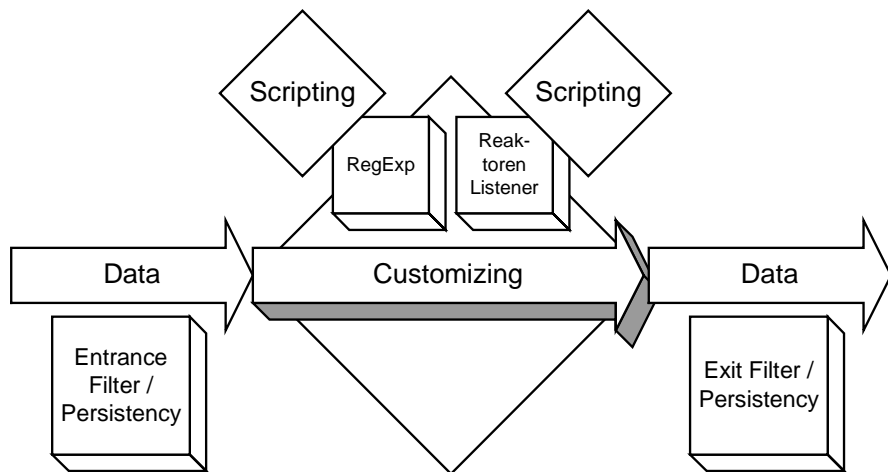 Scripting
Scripting
RegExp
Reak-
toren
Listener
Data
Customizing
Data
Entrance
Filter /
Persistency
Exit Filter /
Persistency